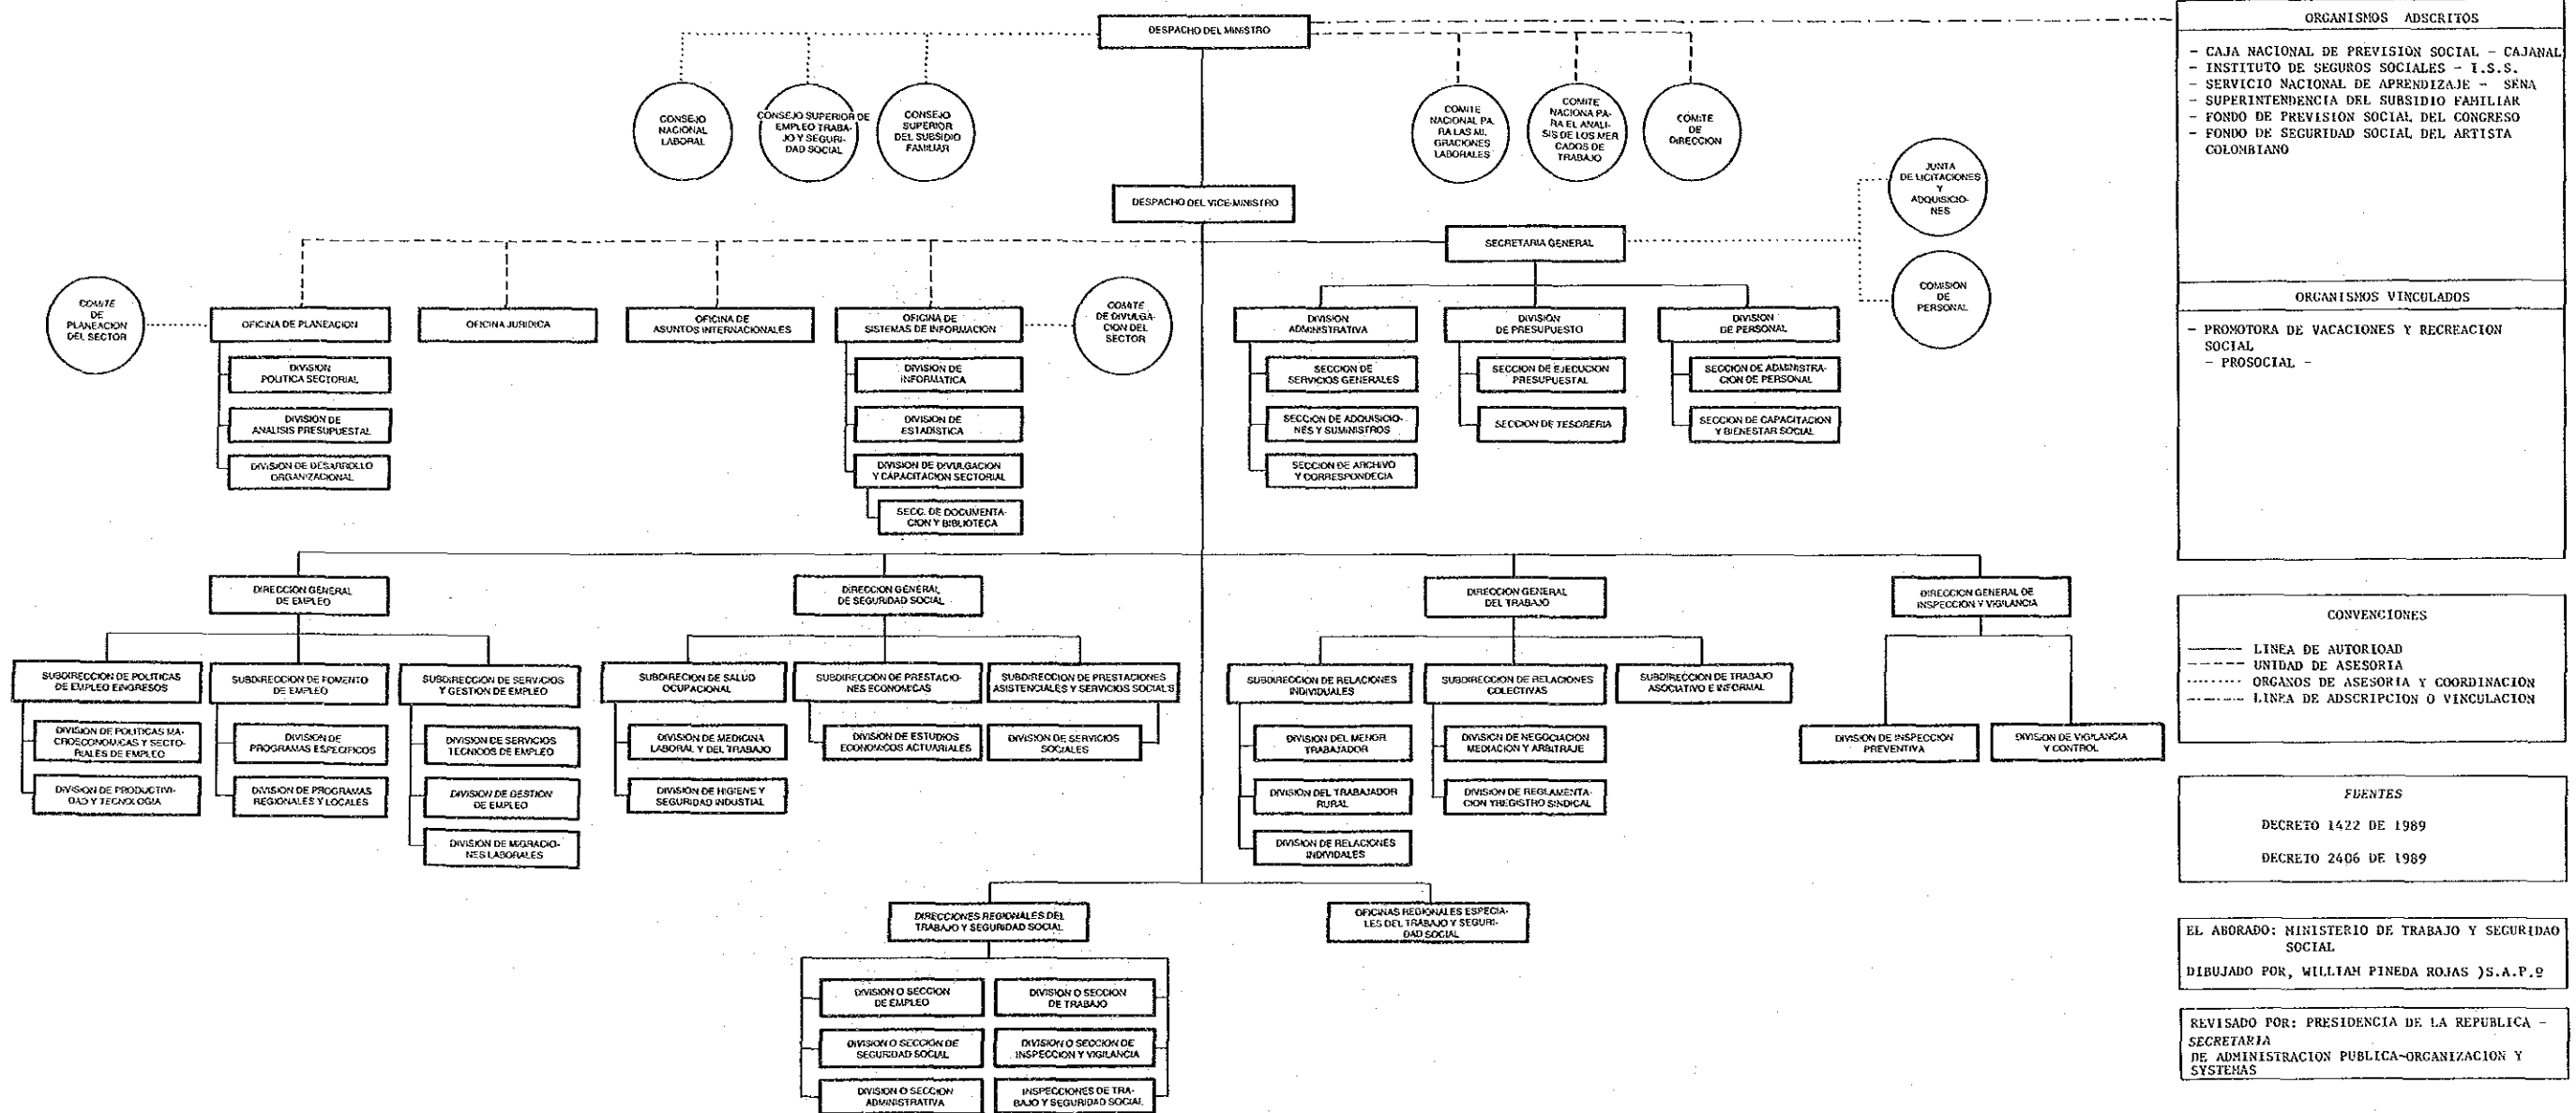 DESPACHO DEL MINISTRO
CONSEJO
NACIONAL
LABORAL
CONSEJO SUPERIOR DE
EMPLEO TRABA-
JO Y SEGURI-
DAD SOCIAL
CONSEJO
SUPERIOR
DEL SUBSIDIO
FAMILIAR
COMITE
NACIONAL PA-
RA LAS MI.
GRACIONES
LABORALES
COMITE
NACIONA PA-
RA EL ANALI-
SIS DE LOS MER
CADOS DE
TRABAJO
COMITE
DE
DIRECCION
JUNTA
DE LICITACIONES
Y
ADQUISICIO-
NES
DESPACHO DEL VICE-MINISTRO
SECRETARIA GENERAL
COMISION
DE
PERSONAL
COMITE
DE
PLANEACION
DEL SECTOR
OFICINA DE PLANEACION
OFICINA JURIDICA
OFICINA DE
ASUNTOS INTERNACIONALES
OFICINA DE
SISTEMAS DE INFORMACION
COMITE
DE DIVULGA-
CION DEL
SECTOR
DIVISION
ADMINISTRATIVA
DIVISION
DE PRESUPUESTO
DIVISION
DE PERSONAL
DIVISION
POLITICA SECTORIAL
DIVISION DE
ANALISIS PRESUPUESTAL
DIVISION DE DESARROLLO
ORGANIZACIONAL
DIVISION DE
INFORMATICA
DIVISION DE
ESTADISTICA
DIVISION DE DIVULGACION
Y CAPACITACION SECTORIAL
SECC. DE DOCUMENTA-
CION Y BIBLIOTECA
SECCION DE
SERVICIOS GENERALES
SECCION DE ADQUISICIO-
NES Y SUMINISTROS
SECCION DE ARCHIVO
Y CORRESPONDECIA
SECCION DE EJECUCION
PRESUPUESTAL
SECCION DE TESORERIA
SECCION DE ADMINISTRA-
CION DE PERSONAL
SECCION DE CAPACITACION
Y BIENESTAR SOCIAL
DIRECCION GENERAL
DE EMPLEO
DIRECCION GENERAL
DE SEGURIDAD SOCIAL
DIRECCION GENERAL
DEL TRABAJO
DIRECCION GENERAL DE
INSPECCION Y VIGILANCIA
SUBDIRECCION DE POLITICAS
DE EMPLEO EINGRESOS
SUBDIRECCION DE FOMENTO
DE EMPLEO
SUBDIRECCION DE SERVICIOS
Y GESTION DE EMPLEO
SUBDIRECION DE SALUD
OCUPACIONAL
SUBDIRECCION DE PRESTACIO-
NES ECONOMICAS
SUBDIRECCION DE PRESTACIONES
ASISTENCIALES Y SERVICIOS SOCIAL'S
SUBDIRECCION DE RELACIONES
INDIVIDUALES
SUBDIRECCION DE RELACIONES
COLECTIVAS
SUBDIRECCION DE TRABAJO
ASOCIATIVO E INFORMAL
DIVISION DE POLITICAS MA-
CROECONOMICAS Y SECTO-
RIALES DE EMPLEO
DIVISION DE PRODUCTIVI-
DAD Y TECNOLOGIA
DIVISION DE
PROGRAMAS ESPECIFICOS
DIVISION DE PROGRAMAS
REGIONALES Y LOCALES
DIVISION DE SERVICIOS
TECNICOS DE EMPLEO
DIVISION DE GESTION
DE EMPLEO
DIVISION DE MIGRACIO-
NES LABORALES
DIVISION DE MEDICINA
LABORAL Y DEL TRABAJO
DIVISION DE HIGIENE Y
SEGURIDAD INDUSTIAL
DIVISION DE ESTUDIOS
ECONOMICOS ACTUARIALES
DIVISION DE SERVICIOS
SOCIALES
DIVISION DEL MENOR
TRABAJADOR
DIVISION DEL TRABAJADOR
RURAL
DIVISION DE RELACIONES
INDIVIDALES
DIVISION DE NEGOCIACION
MEDIACION Y ARBITRAJE
DIVISION DE REGLAMENTA-
CION YREGISTRO SINDICAL
DIVISION DE INSPECCION
PREVENTIVA
DIVISION DE VIGILANCIA
Y CONTROL
DIRECCIONES REGIONALES DEL
TRABAJO Y SEGURIDAD SOCIAL
OFICINAS REGIONALES ESPECIA-
LES DEL TRABAJO Y SEGURI-
DAD SOCIAL
DIVISION O SECCION
DE EMPLEO
DIVISION O SECCION
DE TRABAJO
DIVISION O SECCION DE
SEGURIDAD SOCIAL
DIVISION O SECCION DE
INSPECCION Y VIGILANCIA
DIVISION O SECCION
ADMINISTRATIVA
INSPECCIONES DE TRA-
BAJO Y SEGURIDAD SOCIAL
ORGANISMOS ADSCRITOS
- CAJA NACIONAL DE PREVISION SOCIAL - CAJANAL
- INSTITUTO DE SEGUROS SOCIALES - I.S.S.
- SERVICIO NACIONAL DE APRENDIZAJE - SENA
- SUPERINTENDENCIA DEL SUBSIDIO FAMILIAR
- FONDO DE PREVISION SOCIAL DEL CONGRESO
- FONDO DE SEGURIDAD SOCIAL DEL ARTISTA
COLOMBIANO
ORGANISMOS VINCULADOS
- PROMOTORA DE VACACIONES Y RECREACION
SOCIAL
- PROSOCIAL -
CONVENCIONES
LINEA DE AUTORIDAD
UNIDAD DE ASESORIA
ORGANOS DE ASESORIA Y COORDINACION
LINEA DE ADSCRIPCION O VINCULACION
FUENTES
DECRETO 1422 DE 1989
DECRETO 2406 DE 1989
EL ABORADO: MINISTERIO DE TRABAJO Y SEGURIDAD
SOCIAL
DIBUJADO POR, WILLIAM PINEDA ROJAS )S.A.P.º
REVISADO POR: PRESIDENCIA DE LA REPUBLICA -
SECRETARIA
DE ADMINISTRACION PUBLICA-ORGANIZACION Y
SYSTEMAS